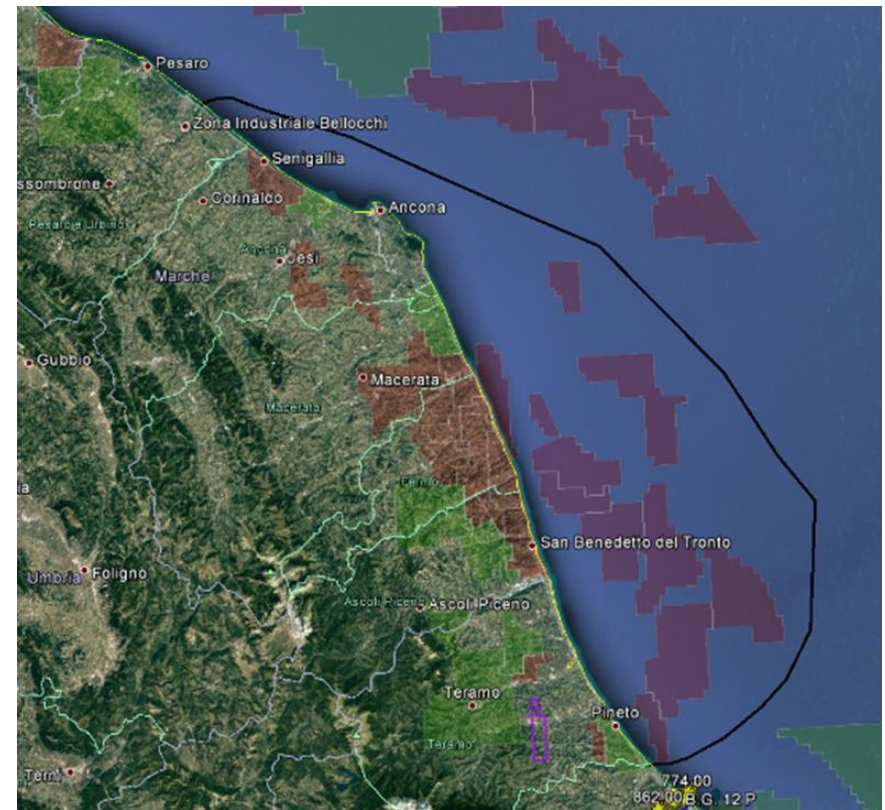 Pesaro
Zona Industriale Bellocchi
Senigallia
ssombrone
Corinaldo
Ancona
Pesaro e Urbino
Ancona
Jesi
Marche
Gubbio
Macerata
Macerata
Fermo
San Benedetto del Tronto
Umbria
Foligno
Ascoli Piceno
Ascoli Piceno
Teramo
Pineto
Teramo
Terni
774.00
862.00 B.G. 12 P